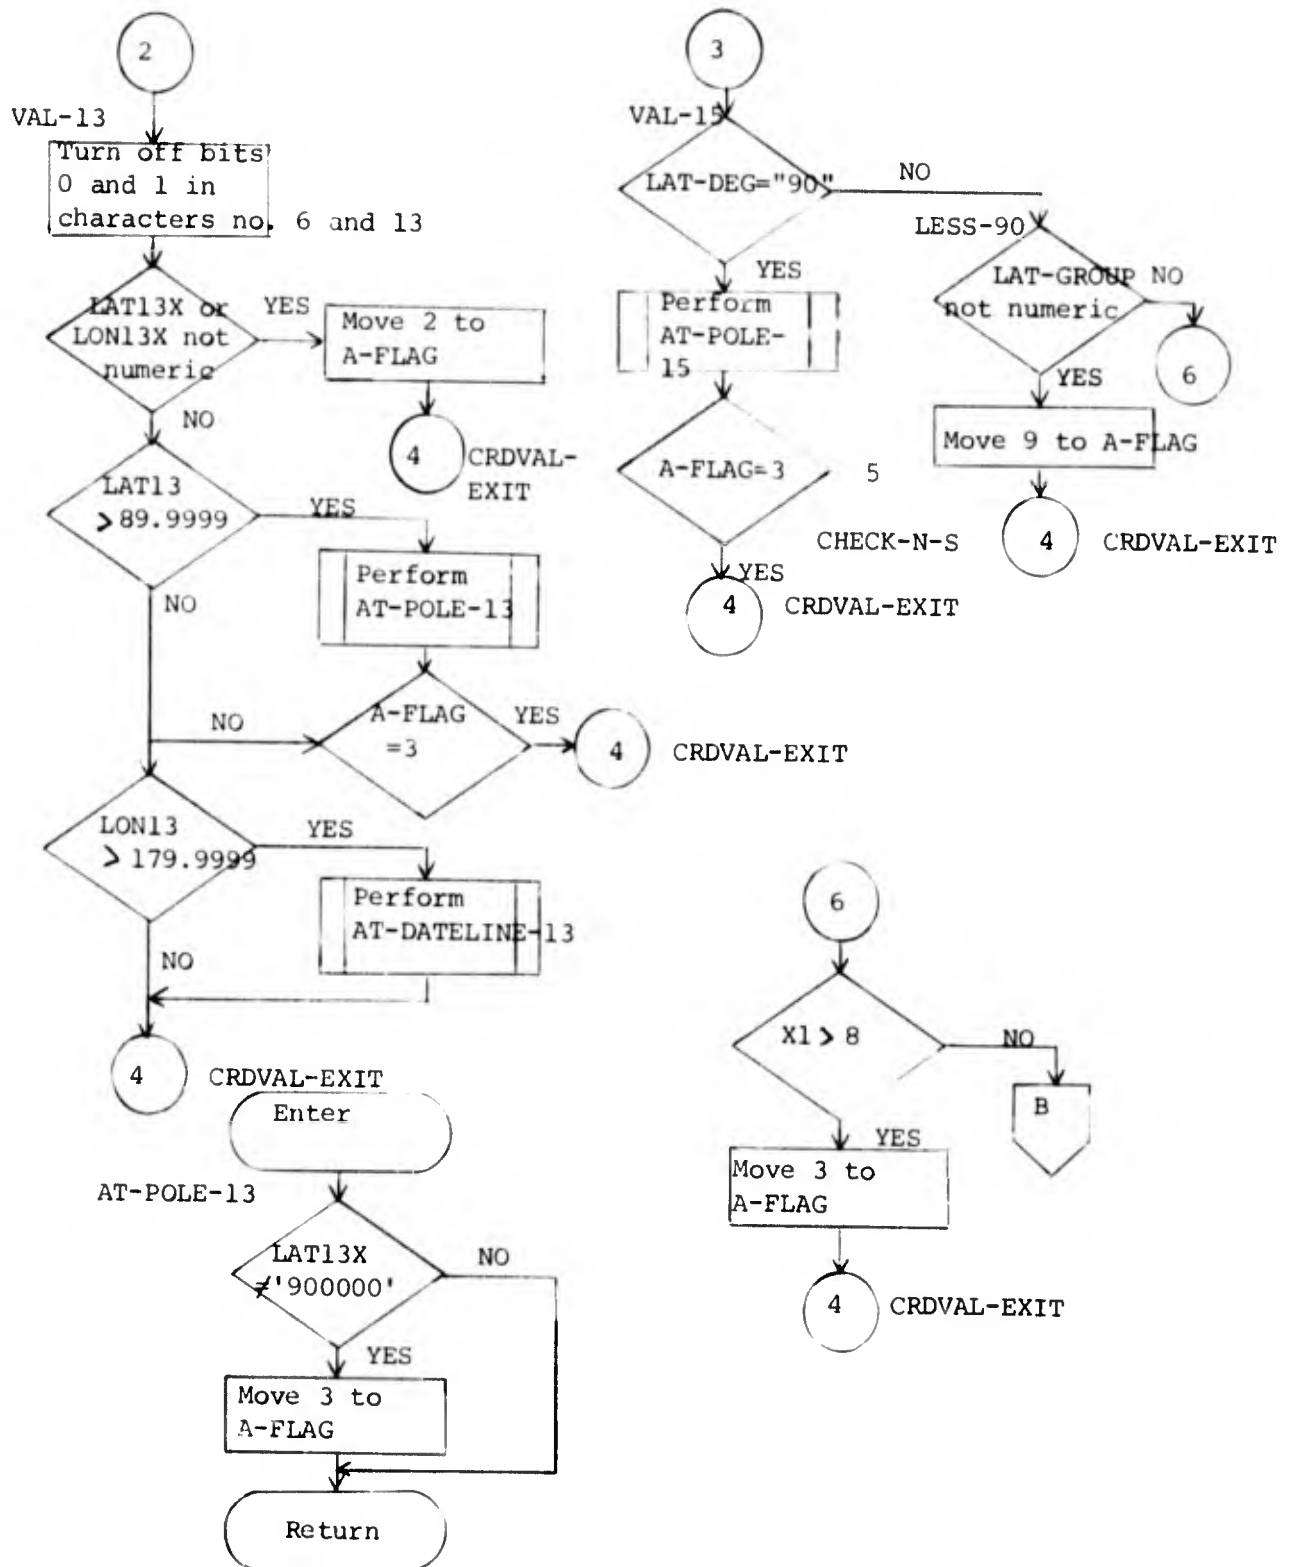 2
VAL-13
Turn off bits
0 and 1 in
characters no. 6 and 13
LAT13X or
LON13X not
numeric
YES
Move 2 to
A-FLAG
NO
4
CRDVAL-
EXIT
LAT13
>89.9999
YES
Perform
AT-POLE-13
NO
NO
A-FLAG
=3
YES
4
CRDVAL-EXIT
LON13
> 179.9999
YES
Perform
AT-DATELINE-13
NO
4
CRDVAL-EXIT
Enter
AT-POLE-13
LAT13X
≠'900000'
NO
YES
Move 3 to
A-FLAG
Return
3
VAL-15
LAT-DEG="90"
NO
YES
Perform
AT-POLE-
15
A-FLAG=3
5
CHECK-N-S
YES
4
CRDVAL-EXIT
LESS-90
LAT-GROUP
not numeric
NO
6
YES
Move 9 to A-FLAG
4
CRDVAL-EXIT
6
X1 > 8
NO
B
YES
Move 3 to
A-FLAG
4
CRDVAL-EXIT